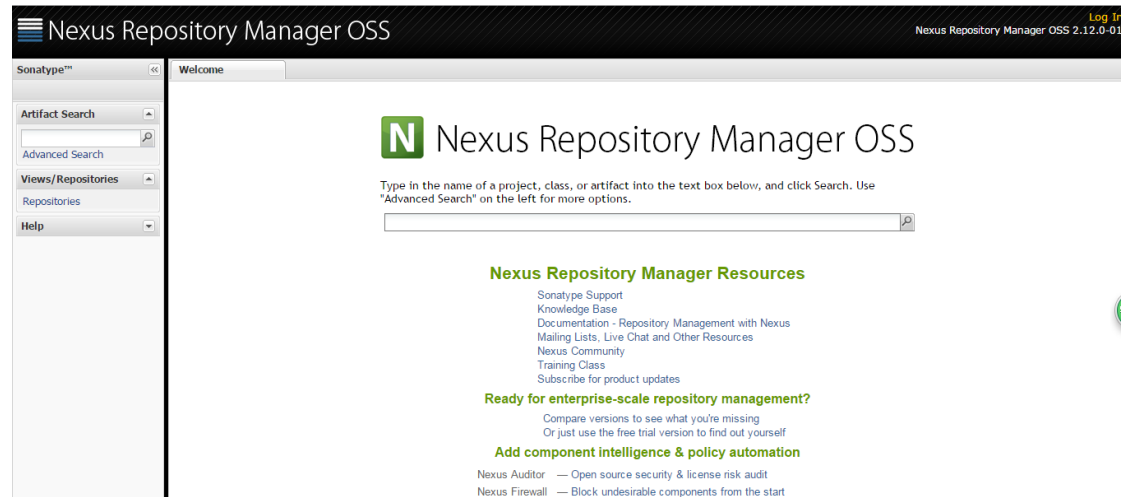 Nexus Repository Manager OSS
Log In
Nexus Repository Manager OSS 2.12.0-01
Sonatype™
Welcome
Artifact Search
Advanced Search
Views/Repositories
Repositories
Help
N Nexus Repository Manager OSS
Type in the name of a project, class, or artifact into the text box below, and click Search. Use
"Advanced Search" on the left for more options.
Nexus Repository Manager Resources
Sonatype Support
Knowledge Base
Documentation - Repository Management with Nexus
Mailing Lists, Live Chat and Other Resources
Nexus Community
Training Class
Subscribe for product updates
Ready for enterprise-scale repository management?
Compare versions to see what you're missing
Or just use the free trial version to find out yourself
Add component intelligence & policy automation
Nexus Auditor — Open source security & license risk audit
Nexus Firewall — Block undesirable components from the start